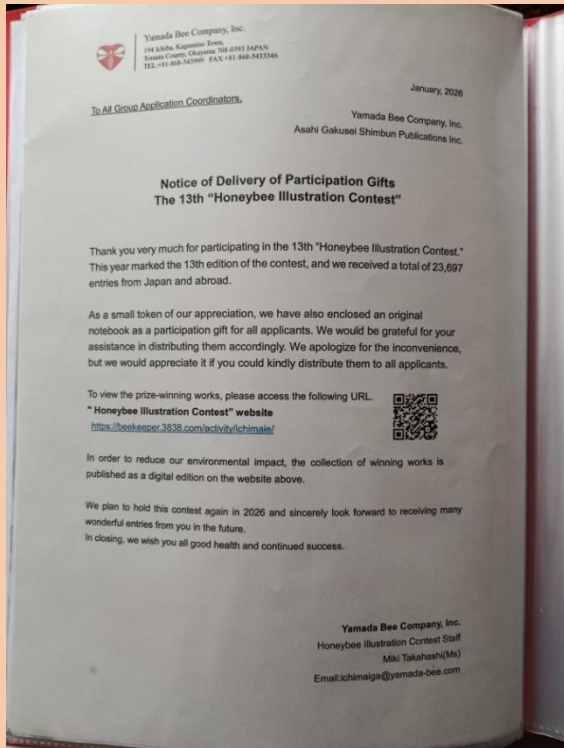 Yamada Bee Company, Inc.
194 Ichiba, Kagamino Town,
Tomata County, Okayama 708-0393 JAPAN
TEL:+81-868-545900 FAX:+81-868-5453346
January, 2026
To All Group Application Coordinators,
Yamada Bee Company, Inc.
Asahi Gakusei Shimbun Publications Inc.
Notice of Delivery of Participation Gifts
The 13th “Honeybee Illustration Contest”
Thank you very much for participating in the 13th "Honeybee Illustration Contest."
This year marked the 13th edition of the contest, and we received a total of 23,697
entries from Japan and abroad.
As a small token of our appreciation, we have also enclosed an original
notebook as a participation gift for all applicants. We would be grateful for your
assistance in distributing them accordingly. We apologize for the inconvenience,
but we would appreciate it if you could kindly distribute them to all applicants.
To view the prize-winning works, please access the following URL.
" Honeybee Illustration Contest" website
https://beekeeper.3838.com/activity/ichimaie/
In order to reduce our environmental impact, the collection of winning works is
published as a digital edition on the website above.
We plan to hold this contest again in 2026 and sincerely look forward to receiving many
wonderful entries from you in the future.
In closing, we wish you all good health and continued success.
Yamada Bee Company, Inc.
Honeybee Illustration Contest Staff
Miki Takahashi(Ms)
Email:ichimaiga@yamada-bee.com